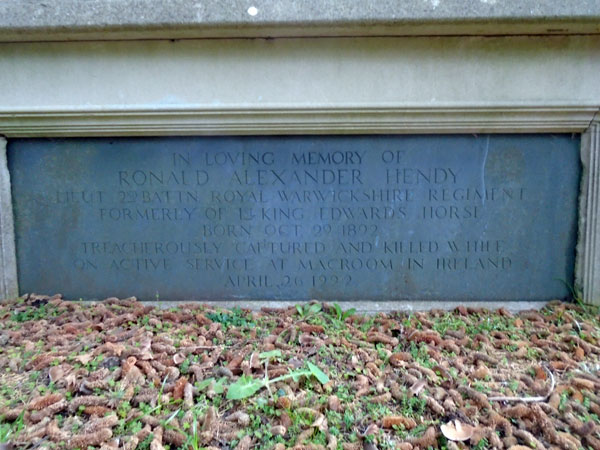 IN LOVING MEMORY OF
RONALD ALEXANDER HENDY
LIEUT 2ND BATTN ROYAL WARWICKSHIRE REGIMENT
FORMERLY OF 1ST KING EDWARDS HORSE
BORN OCT 29 1892
TREACHEROUSLY CAPTURED AND KILLED WHILE
ON ACTIVE SERVICE AT MACROOM IN IRELAND
APRIL 26 1922